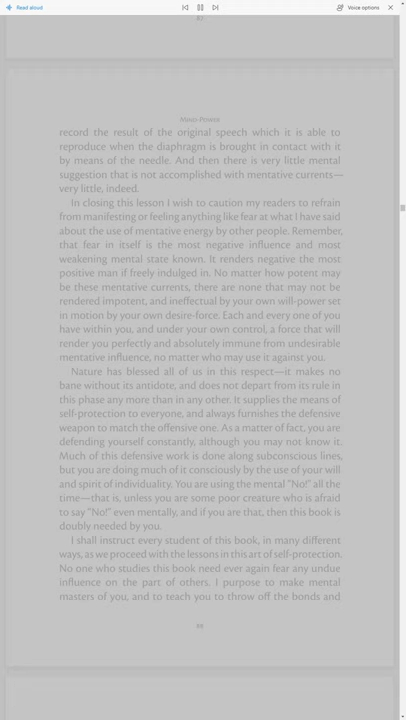 Read aloud
Voice options
87
Mind-Power
record the result of the original speech which it is able to
reproduce when the diaphragm is brought in contact with it
by means of the needle. And then there is very little mental
suggestion that is not accomplished with mentative currents—
very little, indeed.
In closing this lesson I wish to caution my readers to refrain
from manifesting or feeling anything like fear at what I have said
about the use of mentative energy by other people. Remember,
that fear in itself is the most negative influence and most
weakening mental state known. It renders negative the most
positive man if freely indulged in. No matter how potent may
be these mentative currents, there are none that may not be
rendered impotent, and ineffectual by your own will-power set
in motion by your own desire-force. Each and every one of you
have within you, and under your own control, a force that will
render you perfectly and absolutely immune from undesirable
mentative influence, no matter who may use it against you.
Nature has blessed all of us in this respect—it makes no
bane without its antidote, and does not depart from its rule in
this phase any more than in any other. It supplies the means of
self-protection to everyone, and always furnishes the defensive
weapon to match the offensive one. As a matter of fact, you are
defending yourself constantly, although you may not know it.
Much of this defensive work is done along subconscious lines,
but you are doing much of it consciously by the use of your will
and spirit of individuality. You are using the mental "No!" all the
time—that is, unless you are some poor creature who is afraid
to say "No!" even mentally, and if you are that, then this book is
doubly needed by you.
I shall instruct every student of this book, in many different
ways, as we proceed with the lessons in this art of self-protection.
No one who studies this book need ever again fear any undue
influence on the part of others. I purpose to make mental
masters of you, and to teach you to throw off the bonds and
88